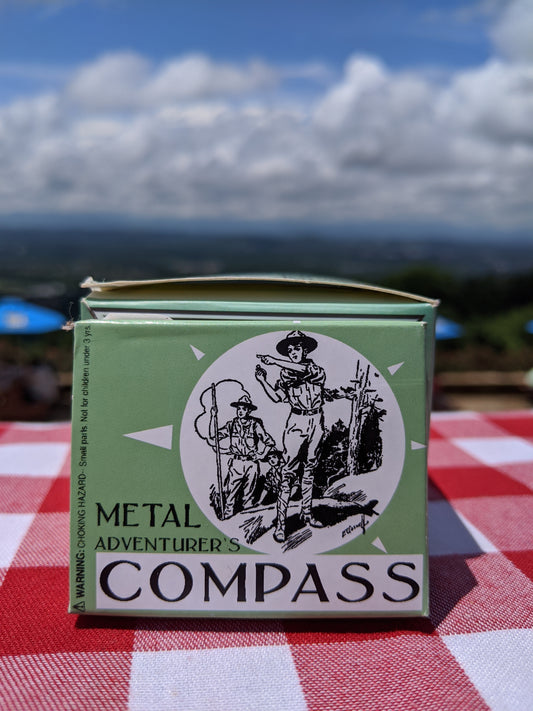 METAL
ADVENTURER'S
COMPASS
⚠ WARNING: CHOKING HAZARD-- Small parts. Not for children under 3 yrs.